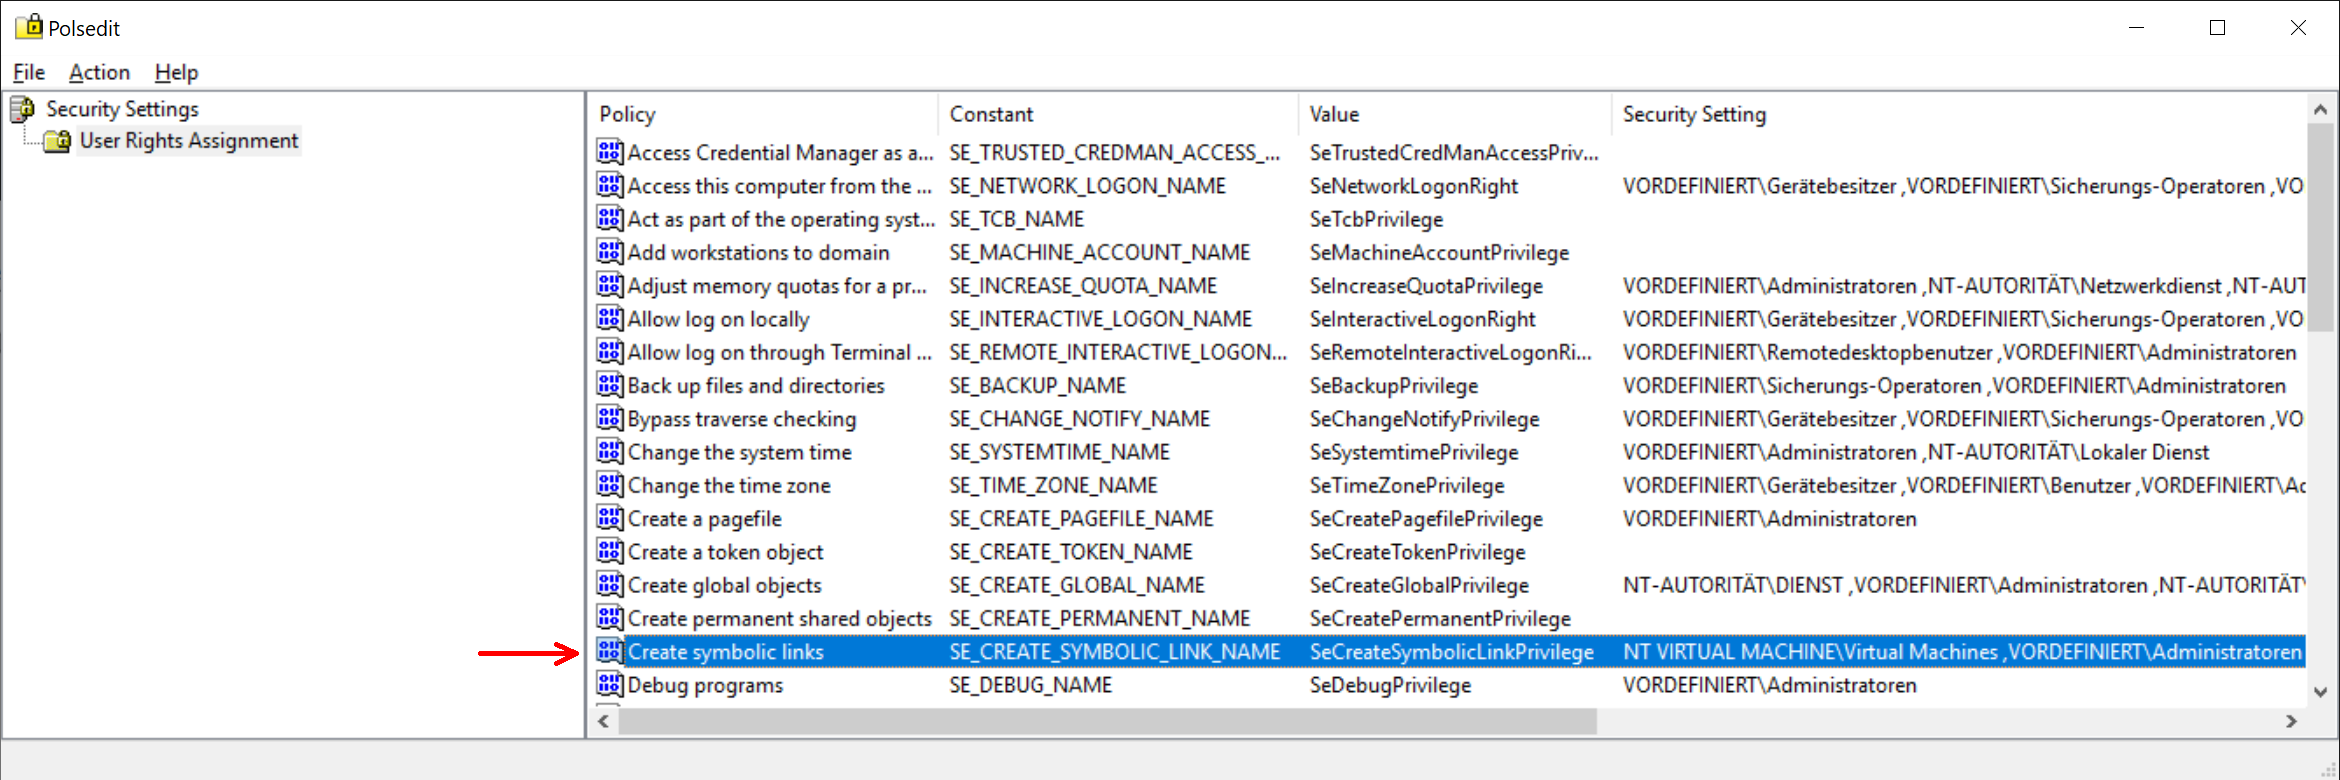 Polsedit
File Action Help
Security Settings
User Rights Assignment
Policy Constant Value Security Setting
Access Credential Manager as a... SE_TRUSTED_CREDMAN_ACCESS_... SeTrustedCredManAccessPriv...
Access this computer from the ... SE_NETWORK_LOGON_NAME SeNetworkLogonRight VORDEFINIERT\Gerätebesitzer ,VORDEFINIERT\Sicherungs-Operatoren ,VO
Act as part of the operating syst... SE_TCB_NAME SeTcbPrivilege
Add workstations to domain SE_MACHINE_ACCOUNT_NAME SeMachineAccountPrivilege
Adjust memory quotas for a pr... SE_INCREASE_QUOTA_NAME SeIncreaseQuotaPrivilege VORDEFINIERT\Administratoren ,NT-AUTORITÄT\Netzwerkdienst ,NT-AUT
Allow log on locally SE_INTERACTIVE_LOGON_NAME SeInteractiveLogonRight VORDEFINIERT\Gerätebesitzer ,VORDEFINIERT\Sicherungs-Operatoren ,VO
Allow log on through Terminal ... SE_REMOTE_INTERACTIVE_LOGON... SeRemoteInteractiveLogonRi... VORDEFINIERT\Remotedesktopbenutzer ,VORDEFINIERT\Administratoren
Back up files and directories SE_BACKUP_NAME SeBackupPrivilege VORDEFINIERT\Sicherungs-Operatoren ,VORDEFINIERT\Administratoren
Bypass traverse checking SE_CHANGE_NOTIFY_NAME SeChangeNotifyPrivilege VORDEFINIERT\Gerätebesitzer ,VORDEFINIERT\Sicherungs-Operatoren ,VO
Change the system time SE_SYSTEMTIME_NAME SeSystemtimePrivilege VORDEFINIERT\Administratoren ,NT-AUTORITÄT\Lokaler Dienst
Change the time zone SE_TIME_ZONE_NAME SeTimeZonePrivilege VORDEFINIERT\Gerätebesitzer ,VORDEFINIERT\Benutzer ,VORDEFINIERT\Ad
Create a pagefile SE_CREATE_PAGEFILE_NAME SeCreatePagefilePrivilege VORDEFINIERT\Administratoren
Create a token object SE_CREATE_TOKEN_NAME SeCreateTokenPrivilege
Create global objects SE_CREATE_GLOBAL_NAME SeCreateGlobalPrivilege NT-AUTORITÄT\DIENST ,VORDEFINIERT\Administratoren ,NT-AUTORITÄT\
Create permanent shared objects SE_CREATE_PERMANENT_NAME SeCreatePermanentPrivilege
Create symbolic links SE_CREATE_SYMBOLIC_LINK_NAME SeCreateSymbolicLinkPrivilege NT VIRTUAL MACHINE\Virtual Machines ,VORDEFINIERT\Administratoren
Debug programs SE_DEBUG_NAME SeDebugPrivilege VORDEFINIERT\Administratoren